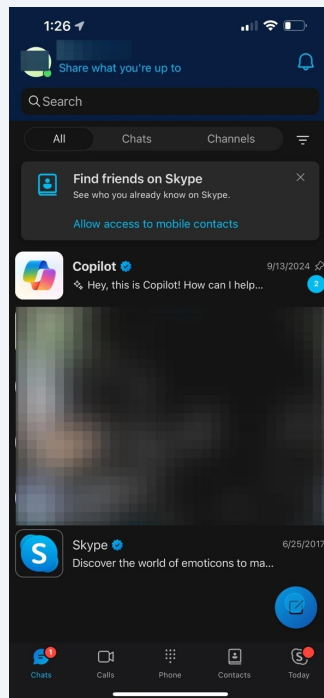 1:26
Share what you're up to
Search
All Chats Channels
Find friends on Skype
See who you already know on Skype.
Allow access to mobile contacts
Copilot 9/13/2024
Hey, this is Copilot! How can I help...
2
Skype 6/25/2017
Discover the world of emoticons to ma...
1
Chats Calls Phone Contacts Today